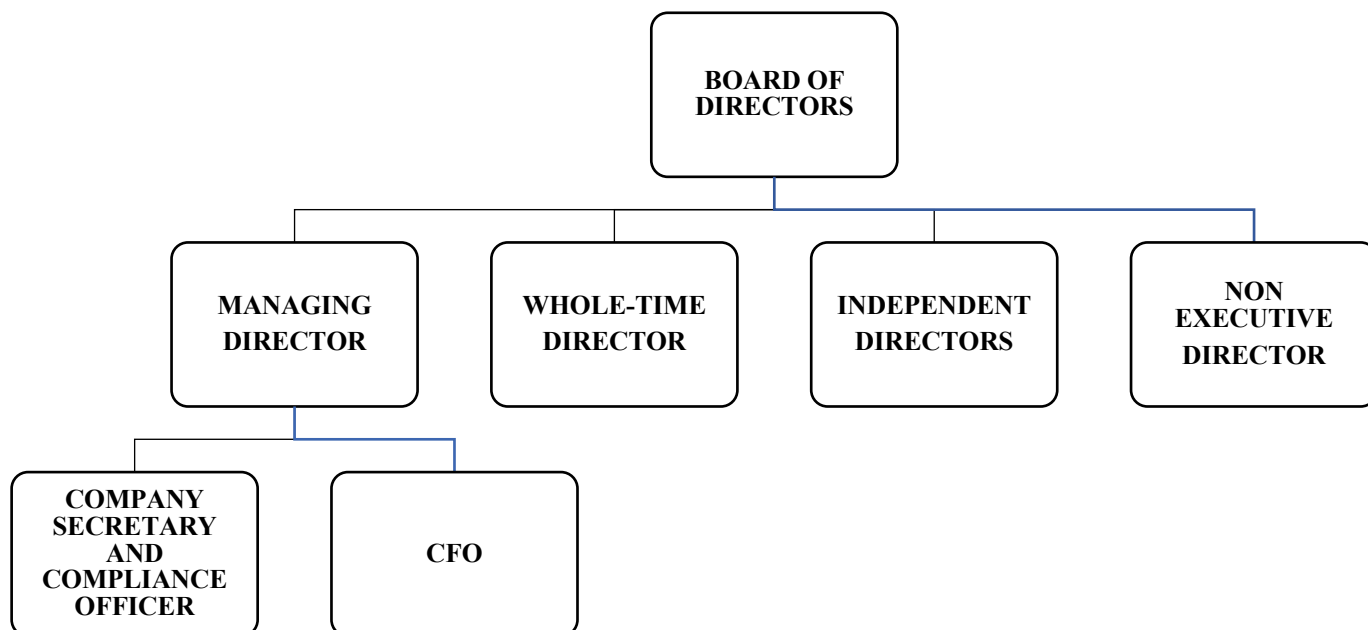 BOARD OF
DIRECTORS
MANAGING
DIRECTOR
WHOLE-TIME
DIRECTOR
INDEPENDENT
DIRECTORS
NON
EXECUTIVE
DIRECTOR
COMPANY
SECRETARY
AND
COMPLIANCE
OFFICER
CFO